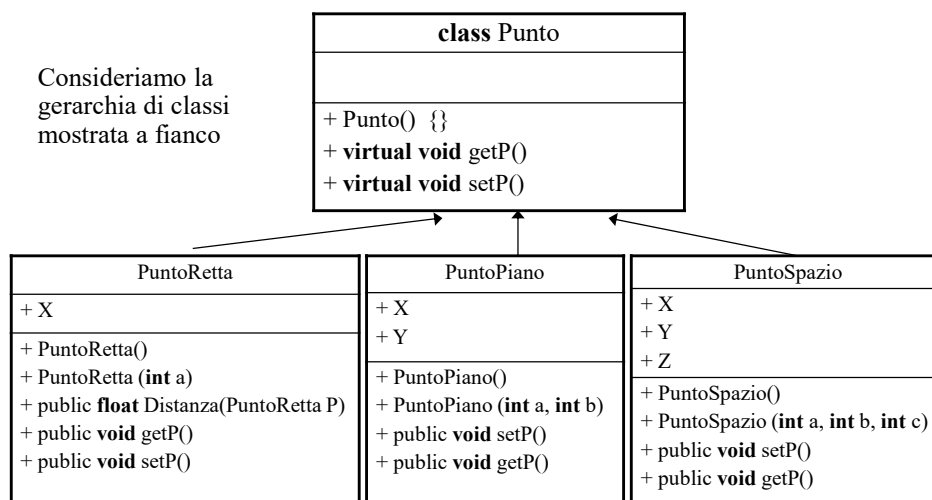 class Punto
Consideriamo la
gerarchia di classi
mostrata a fianco
+ Punto() {}
+ virtual void getP()
+ virtual void setP()
PuntoRetta
+ X
+ PuntoRetta()
+ PuntoRetta (int a)
+ public float Distanza(PuntoRetta P)
+ public void getP()
+ public void setP()
PuntoPiano
+ X
+ Y
+ PuntoPiano()
+ PuntoPiano (int a, int b)
+ public void setP()
+ public void getP()
PuntoSpazio
+ X
+ Y
+ Z
+ PuntoSpazio()
+ PuntoSpazio (int a, int b, int c)
+ public void setP()
+ public void getP()